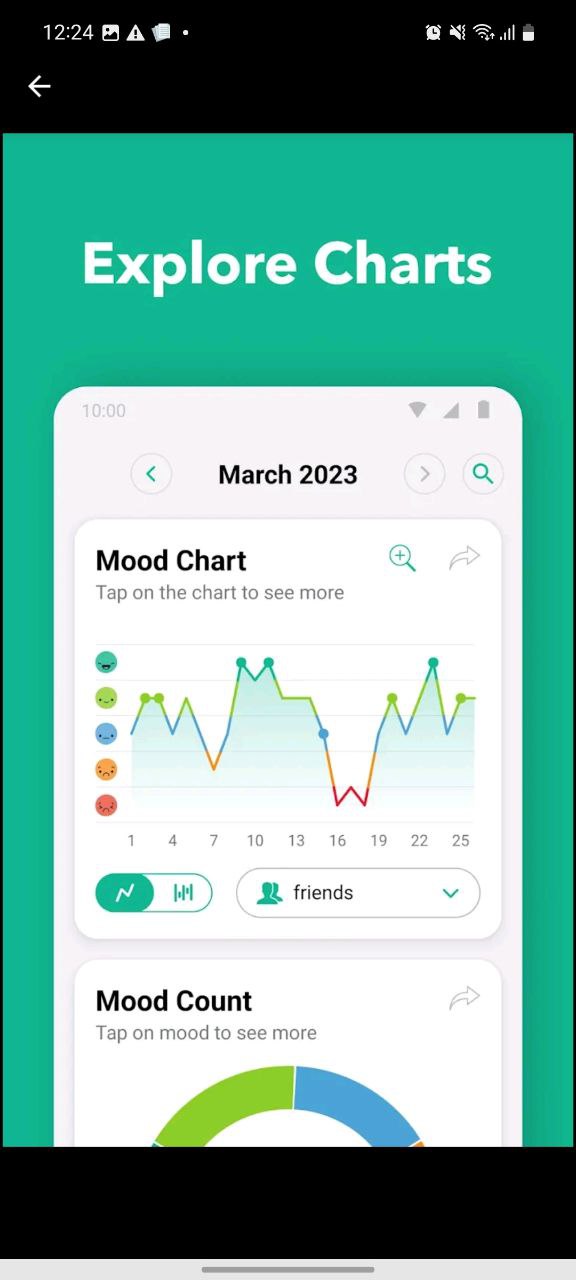 12:24
Explore Charts
10:00
March 2023
Mood Chart
Tap on the chart to see more
1 4 7 10 13 16 19 22 25
friends
Mood Count
Tap on mood to see more